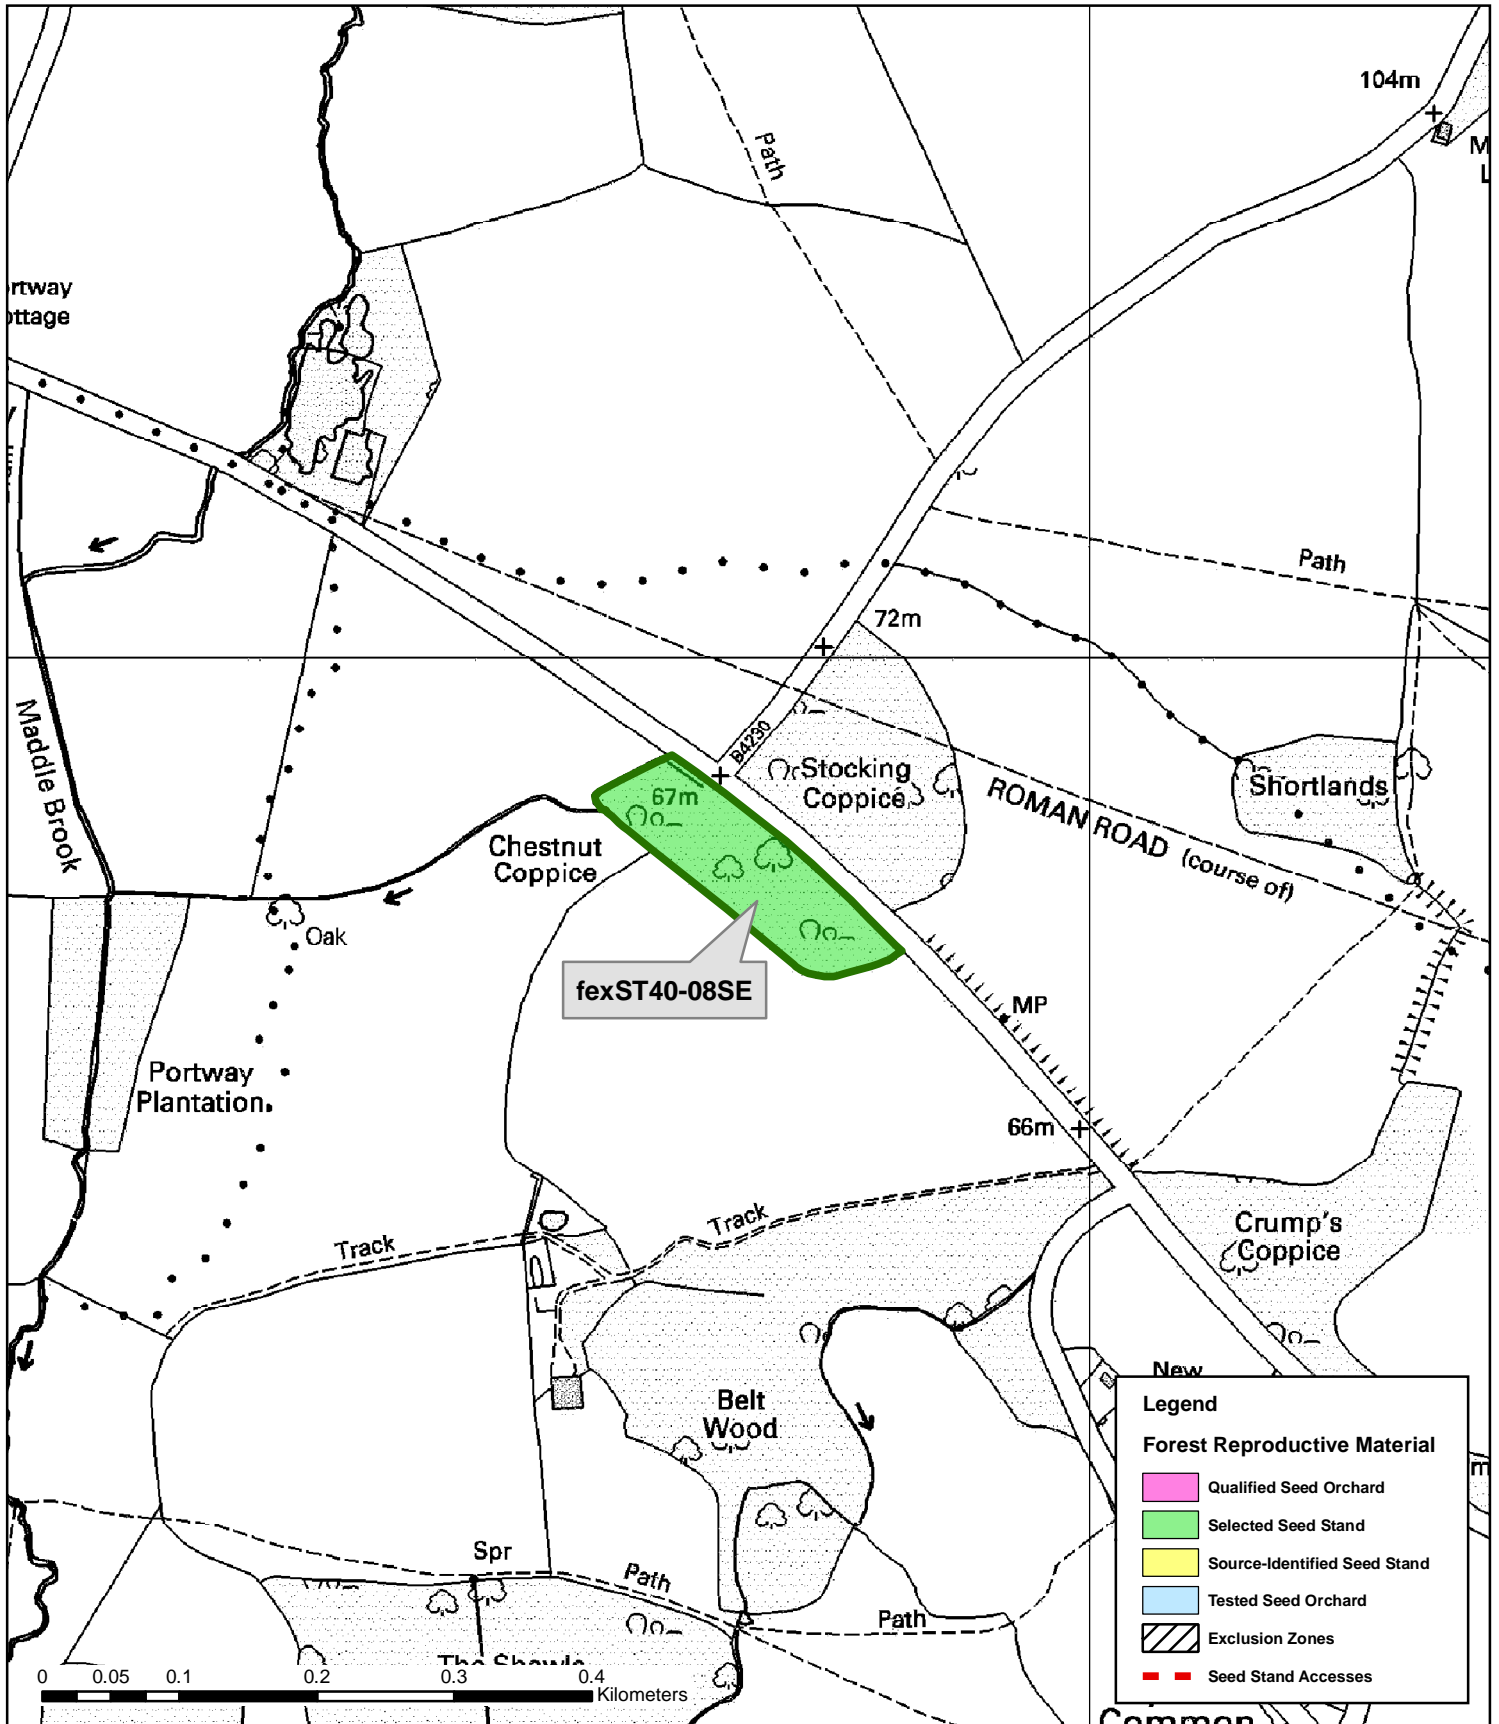 104m
Path
Path
72m
B4290
67m
Stocking
Coppice
Shortlands
ROMAN ROAD (course of)
Maddle Brook
Chestnut
Coppice
Oak
fexST40-08SE
MP
Portway
Plantation
66m
Track
Track
Crump's
Coppice
Belt
Wood
New
Spr
Path
Path
Legend
Forest Reproductive Material
Qualified Seed Orchard
Selected Seed Stand
Source-Identified Seed Stand
Tested Seed Orchard
Exclusion Zones
Seed Stand Accesses
0 0.05 0.1 0.2 0.3 0.4
Kilometers